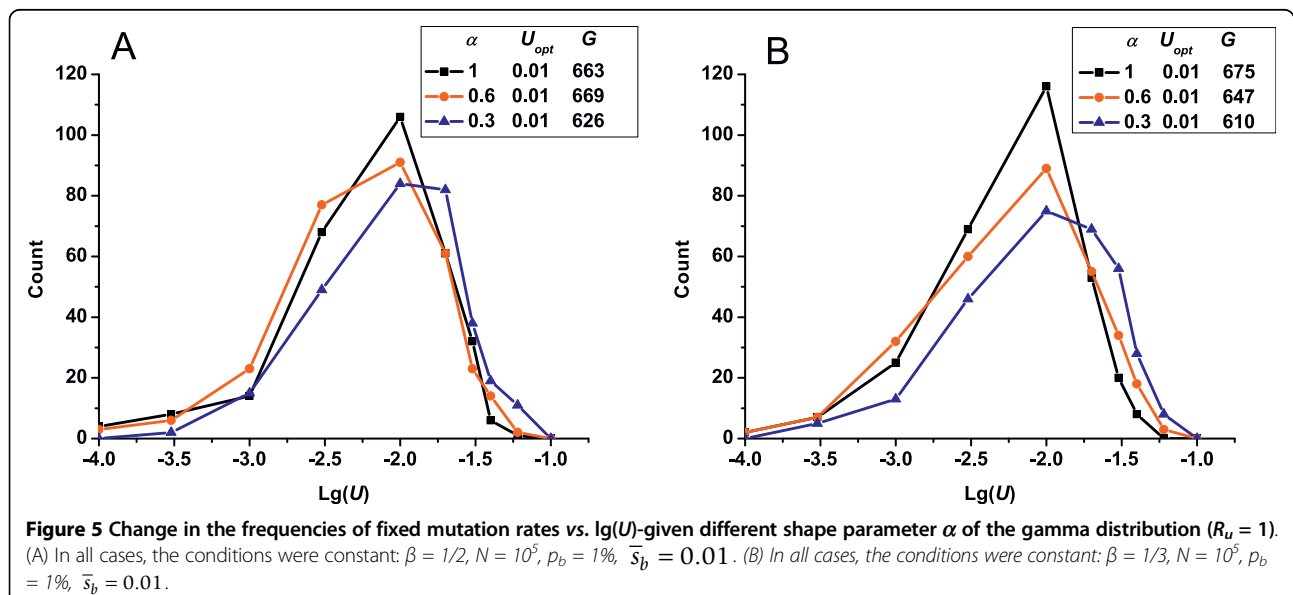 A
α U_opt G
1 0.01 663
0.6 0.01 669
0.3 0.01 626
120
100
80
60
40
20
0
Count
-4.0 -3.5 -3.0 -2.5 -2.0 -1.5 -1.0
Lg(U)
B
α U_opt G
1 0.01 675
0.6 0.01 647
0.3 0.01 610
120
100
80
60
40
20
0
Count
-4.0 -3.5 -3.0 -2.5 -2.0 -1.5 -1.0
Lg(U)
Figure 5 Change in the frequencies of fixed mutation rates vs. lg(U)-given different shape parameter α of the gamma distribution (R_u = 1).
(A) In all cases, the conditions were constant: β = 1/2, N = 10⁵, p_b = 1%, s̄_b = 0.01. (B) In all cases, the conditions were constant: β = 1/3, N = 10⁵, p_b
= 1%, s̄_b = 0.01.